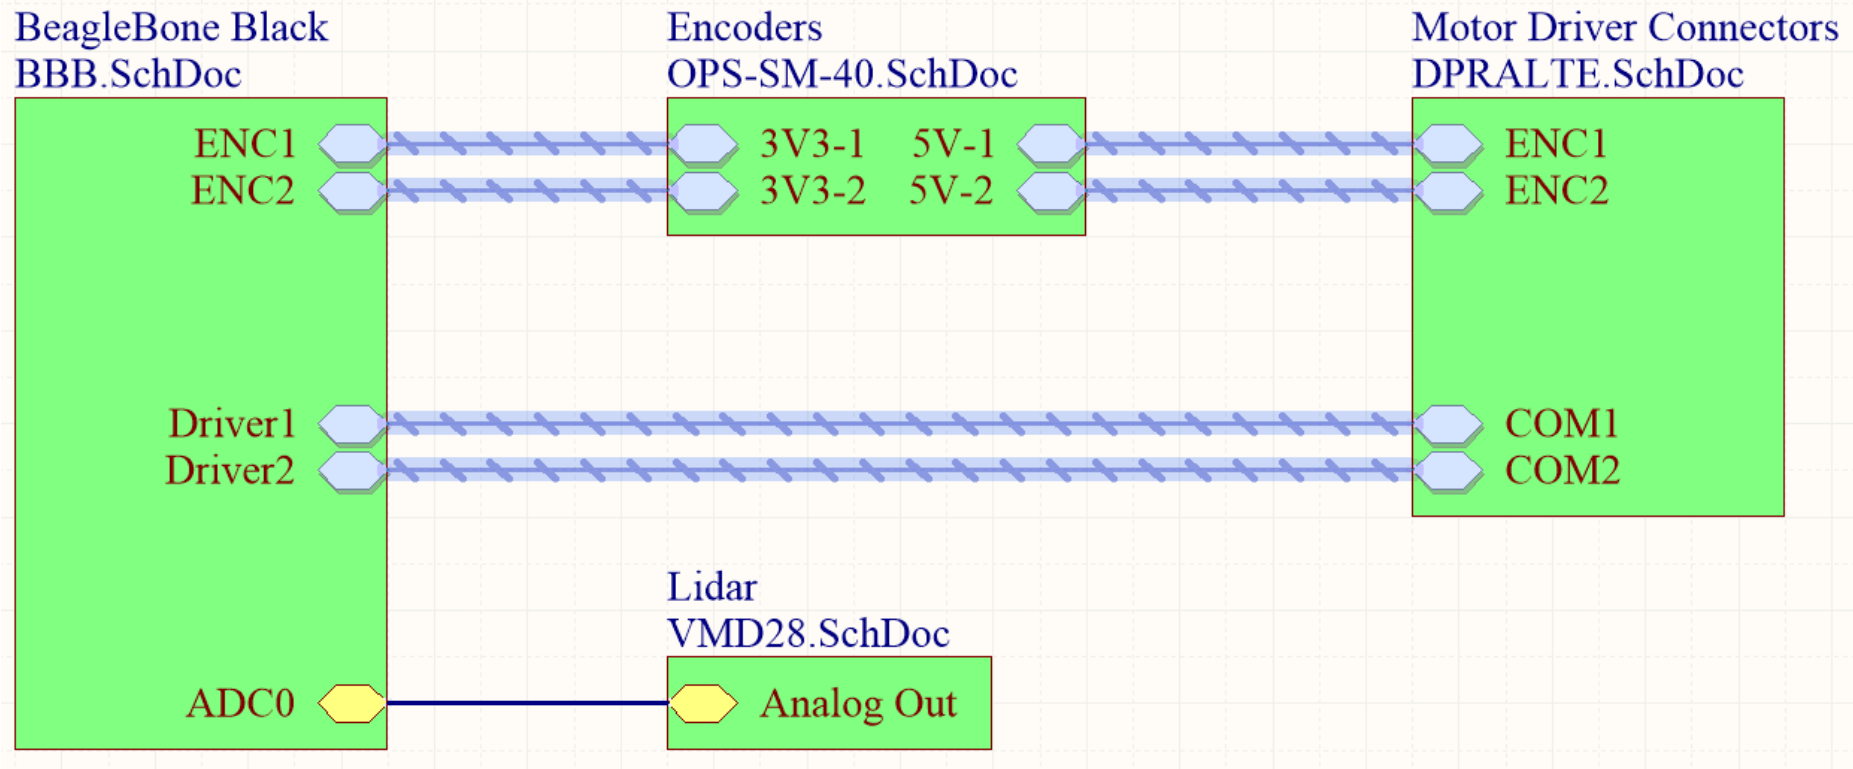 BeagleBone Black
BBB.SchDoc
ENC1
ENC2
Driver1
Driver2
ADC0
Encoders
OPS-SM-40.SchDoc
3V3-1 5V-1
3V3-2 5V-2
Motor Driver Connectors
DPRALTE.SchDoc
ENC1
ENC2
COM1
COM2
Lidar
VMD28.SchDoc
Analog Out